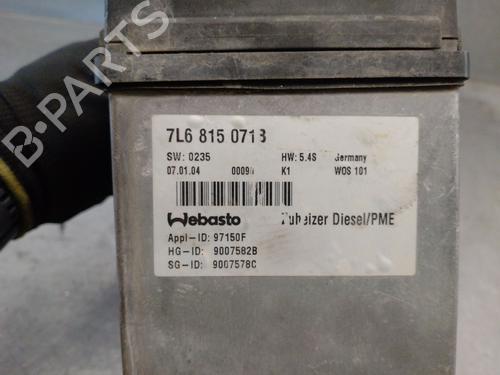 B-PARTS
7L6 815 071B
SW: 0235 HW: 5.4S Germany
07.01.04 K1 WOS 101
Webasto Zuheizer Diesel/PME
Appl-ID: 97150F
HG-ID: 9007582B
SG-ID: 9007578C